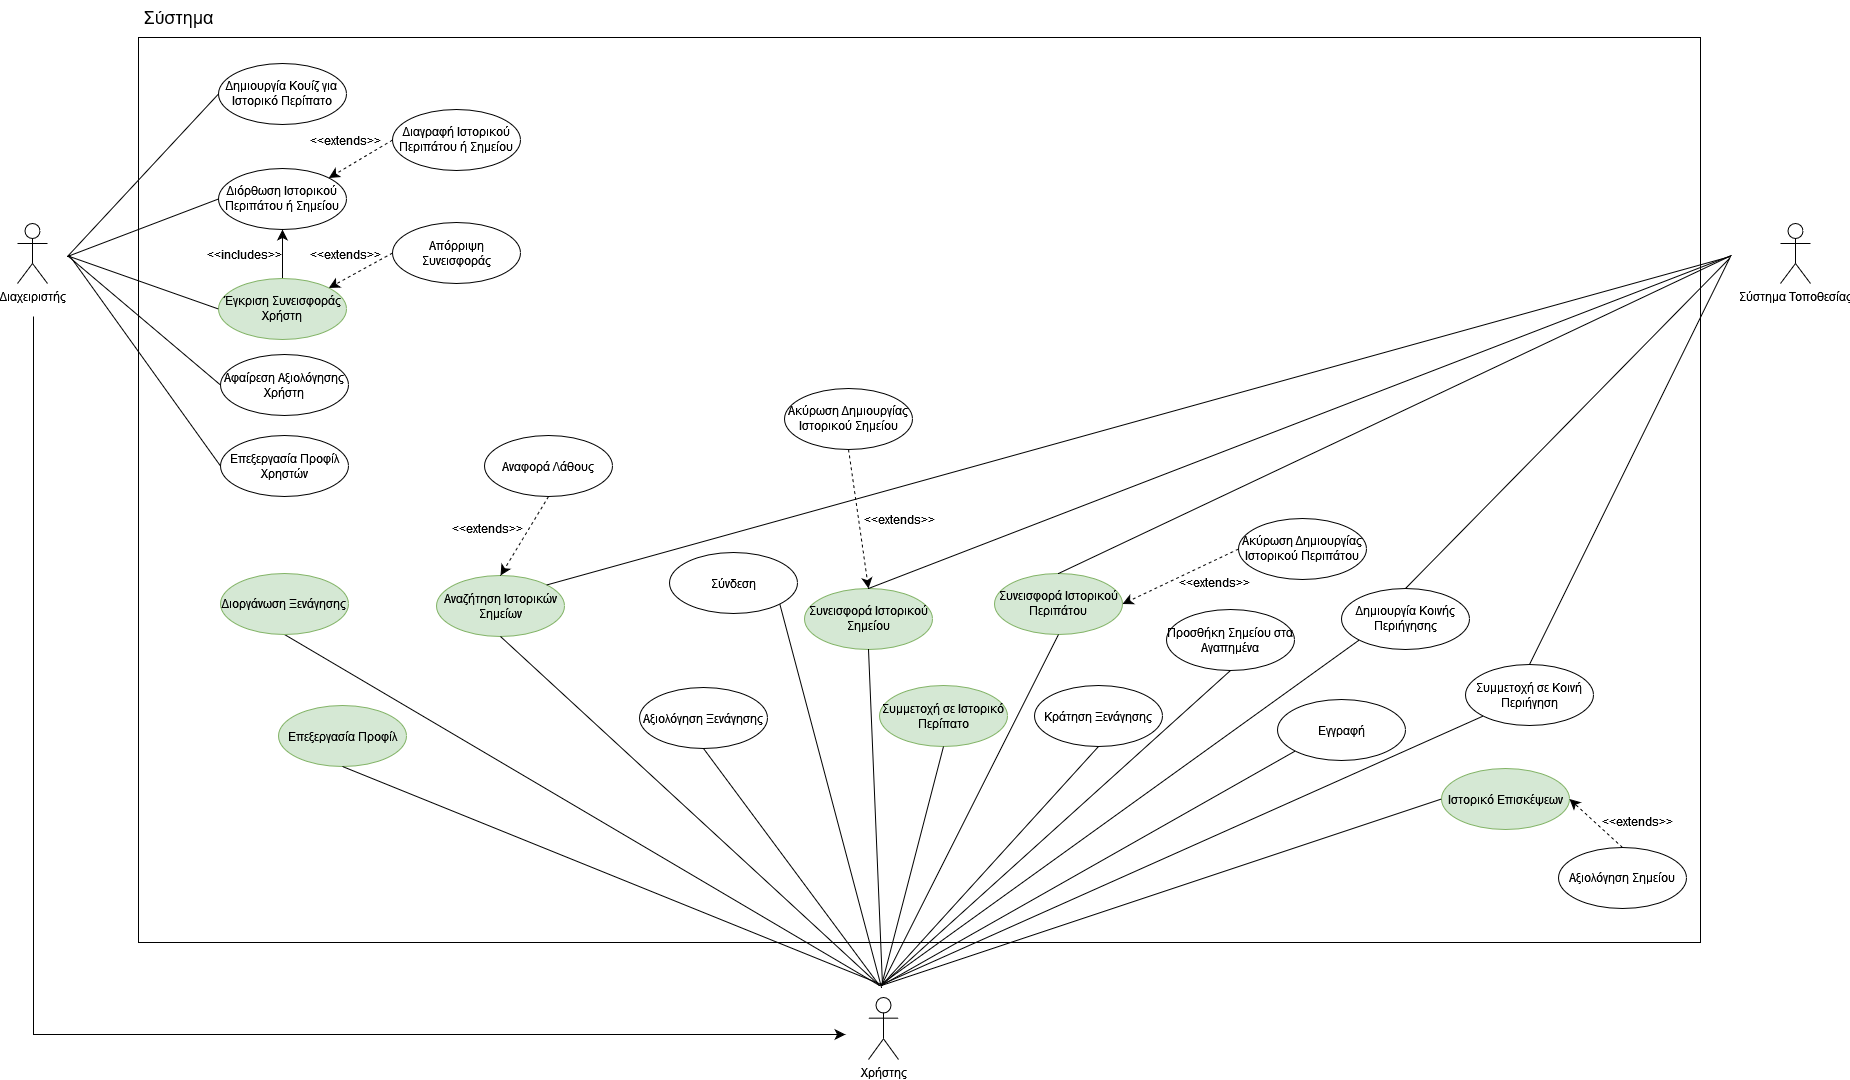 Σύστημα
Δημιουργία Κουίζ για
Ιστορικό Περίπατο
<<extends>>
Διαγραφή Ιστορικού
Περιπάτου ή Σημείου
Διόρθωση Ιστορικού
Περιπάτου ή Σημείου
<<includes>>
<<extends>>
Απόρριψη
Συνεισφοράς
Έγκριση Συνεισφοράς
Χρήστη
Διαχειριστής
Σύστημα Τοποθεσίας
Αφαίρεση Αξιολόγησης
Χρήστη
Επεξεργασία Προφίλ
Χρηστών
Αναφορά Λάθους
<<extends>>
Ακύρωση Δημιουργίας
Ιστορικού Σημείου
<<extends>>
Ακύρωση Δημιουργίας
Ιστορικού Περιπάτου
<<extends>>
Διοργάνωση Ξενάγησης
Αναζήτηση Ιστορικών
Σημείων
Σύνδεση
Συνεισφορά Ιστορικού
Σημείου
Συνεισφορά Ιστορικού
Περιπάτου
Προσθήκη Σημείου στα
Αγαπημένα
Δημιουργία Κοινής
Περιήγησης
Συμμετοχή σε Κοινή
Περιήγηση
Επεξεργασία Προφίλ
Αξιολόγηση Ξενάγησης
Συμμετοχή σε Ιστορικό
Περίπατο
Κράτηση Ξενάγησης
Εγγραφή
Ιστορικό Επισκέψεων
<<extends>>
Αξιολόγηση Σημείου
Χρήστης